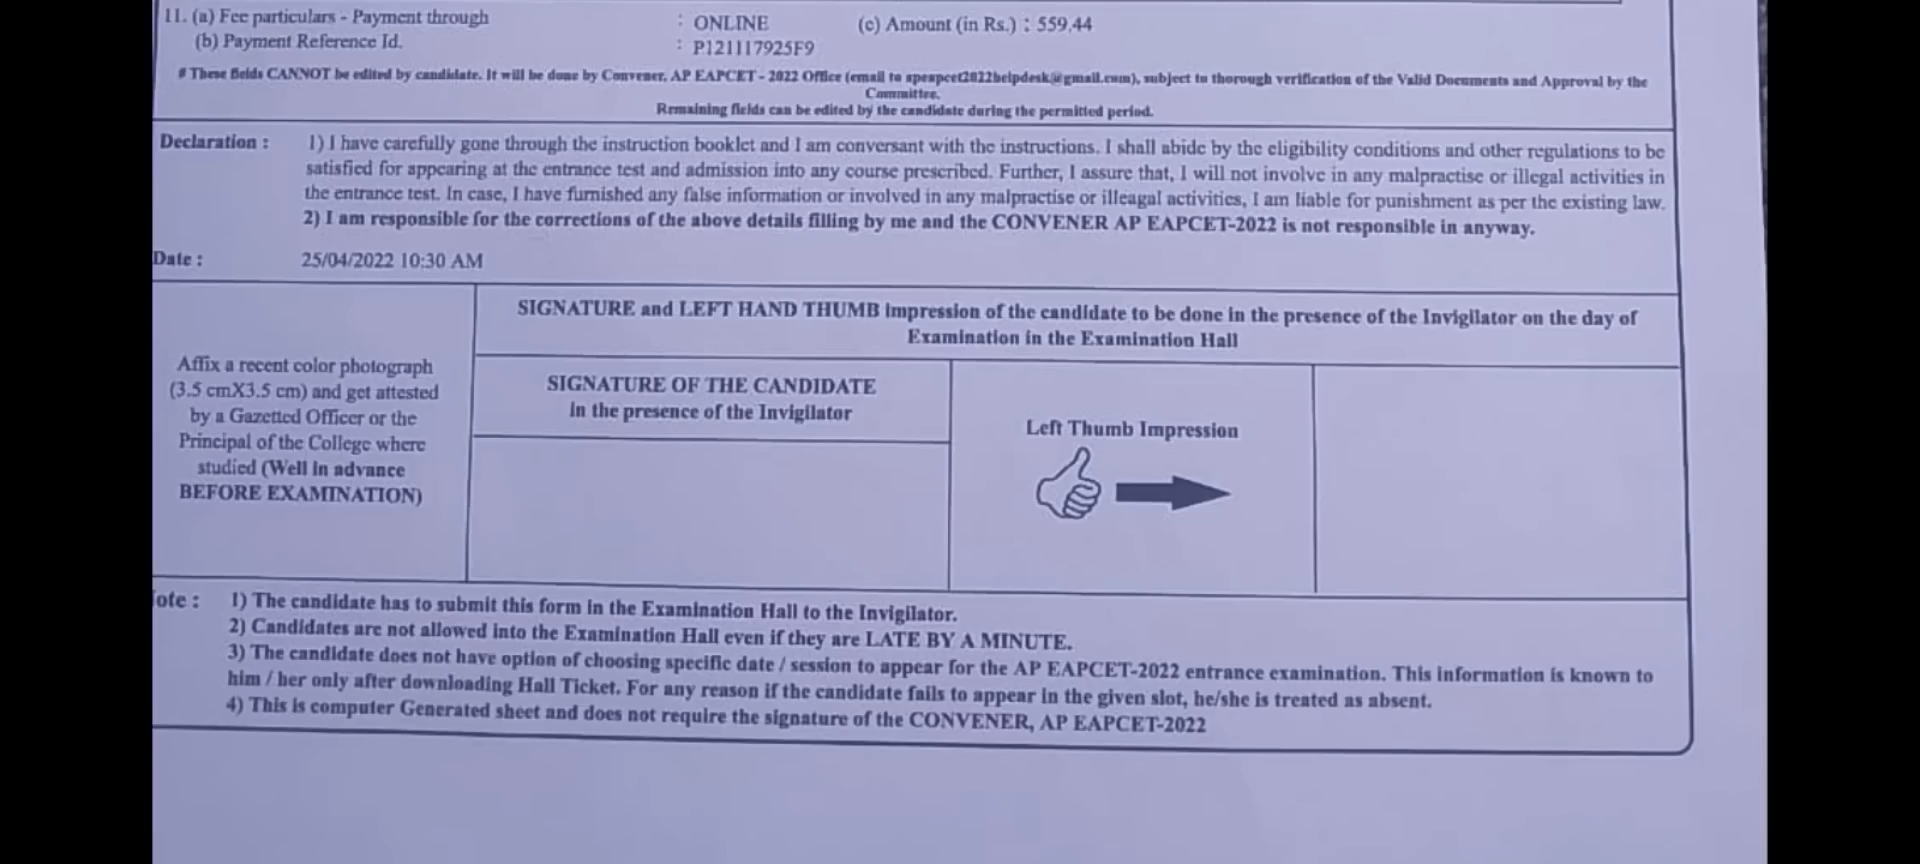 11. (a) Fee particulars - Payment through : ONLINE (c) Amount (in Rs.) : 559.44
(b) Payment Reference Id. : P121117925F9
# These fields CANNOT be edited by candidate. It will be done by Convener, AP EAPCET - 2022 Office (email to apeapcet2022helpdesk@gmail.com), subject to thorough verification of the Valid Documents and Approval by the
Committee.
Remaining fields can be edited by the candidate during the permitted period.
Declaration : 1) I have carefully gone through the instruction booklet and I am conversant with the instructions. I shall abide by the eligibility conditions and other regulations to be
satisfied for appearing at the entrance test and admission into any course prescribed. Further, I assure that, I will not involve in any malpractise or illegal activities in
the entrance test. In case, I have furnished any false information or involved in any malpractise or illeagal activities, I am liable for punishment as per the existing law.
2) I am responsible for the corrections of the above details filling by me and the CONVENER AP EAPCET-2022 is not responsible in anyway.
Date : 25/04/2022 10:30 AM
SIGNATURE and LEFT HAND THUMB impression of the candidate to be done in the presence of the Invigilator on the day of
Examination in the Examination Hall
Affix a recent color photograph
(3.5 cmX3.5 cm) and get attested
by a Gazetted Officer or the
Principal of the College where
studied (Well in advance
BEFORE EXAMINATION)
SIGNATURE OF THE CANDIDATE
in the presence of the Invigilator
Left Thumb Impression
ote : 1) The candidate has to submit this form in the Examination Hall to the Invigilator.
2) Candidates are not allowed into the Examination Hall even if they are LATE BY A MINUTE.
3) The candidate does not have option of choosing specific date / session to appear for the AP EAPCET-2022 entrance examination. This information is known to
him / her only after downloading Hall Ticket. For any reason if the candidate fails to appear in the given slot, he/she is treated as absent.
4) This is computer Generated sheet and does not require the signature of the CONVENER, AP EAPCET-2022